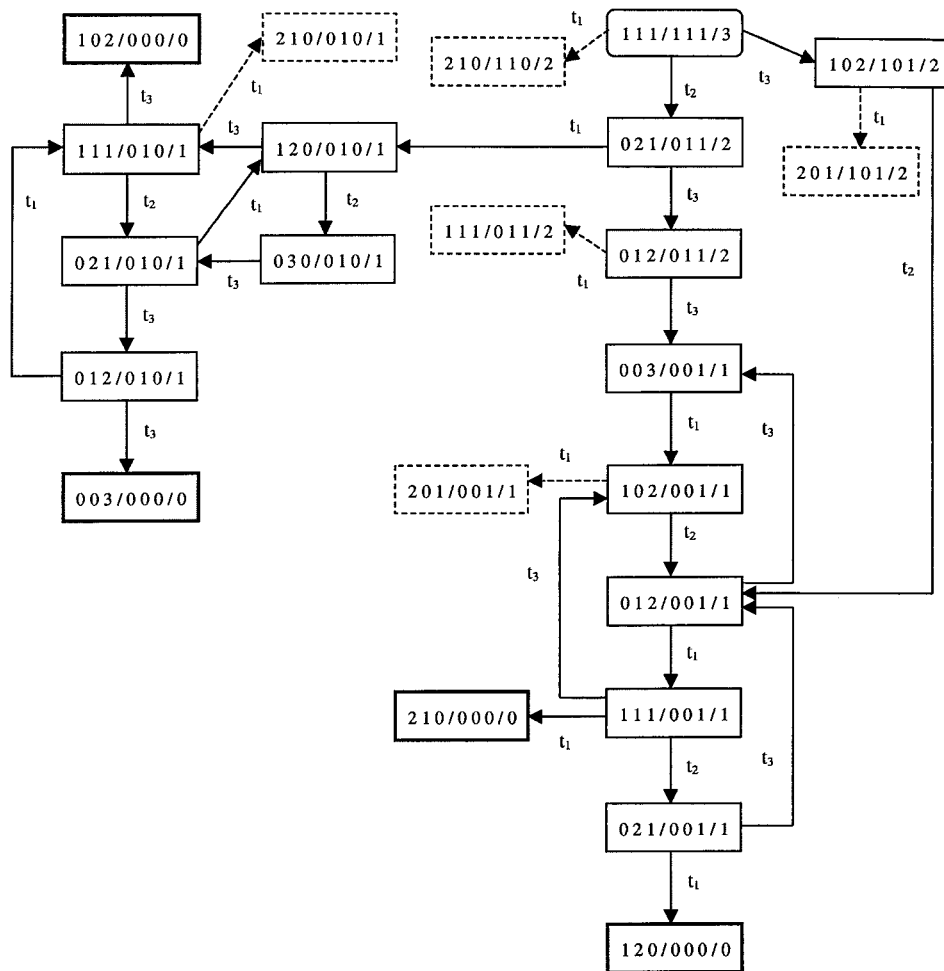 t₁
102/000/0
210/010/1
111/111/3
210/110/2
102/101/2
t₃
t₁
t₂
t₃
t₁
t₃
t₁
111/010/1
120/010/1
021/011/2
201/101/2
t₁
t₂
t₁
t₂
t₃
111/011/2
021/010/1
030/010/1
012/011/2
t₃
t₁
t₂
t₃
t₃
012/010/1
003/001/1
t₃
t₁
t₃
t₁
201/001/1
102/001/1
003/000/0
t₂
t₃
012/001/1
t₁
210/000/0
111/001/1
t₁
t₂
t₃
021/001/1
t₁
120/000/0